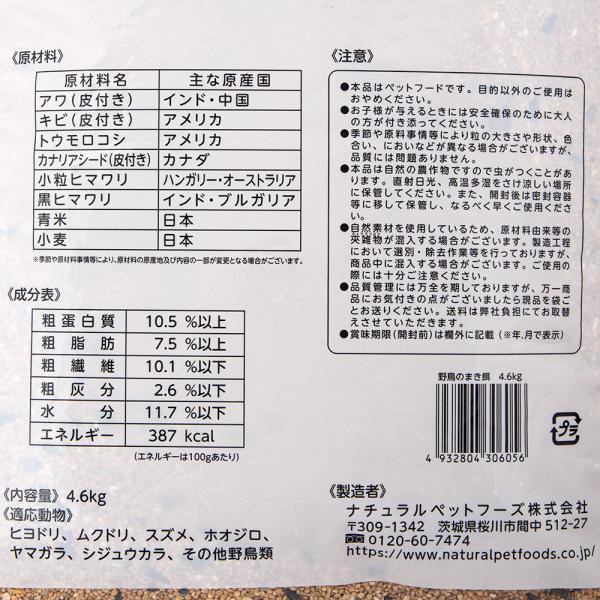 《原材料》
原材料名 主な原産国
アワ(皮付き) インド・中国
キビ(皮付き) アメリカ
トウモロコシ アメリカ
カナリアシード(皮付き) カナダ
小粒ヒマワリ ハンガリー・オーストラリア
黒ヒマワリ インド・ブルガリア
青米 日本
小麦 日本
※季節や原料事情等により、原材料の原産地及び内容の一部が変更となる場合がございます。
《成分表》
粗蛋白質 10.5 %以上
粗脂肪 7.5 %以上
粗繊維 10.1 %以下
粗灰分 2.6 %以下
水分 11.7 %以下
エネルギー 387 kcal
(エネルギーは100gあたり)
《内容量》 4.6kg
《適応動物》
ヒヨドリ、ムクドリ、スズメ、ホオジロ、
ヤマガラ、シジュウカラ、その他野鳥類
《注意》
●本品はペットフードです。目的以外のご使用は
おやめください。
●お子様が与えるときには安全確保のために大人
の方が付き添ってください。
●季節や原料事情等により粒の大きさや形状、色
合い、においなどが異なる場合がございますが、
品質には問題ありません。
●本品は自然の農作物ですので虫がつくことがあ
ります。直射日光、高温多湿をさけ涼しい場所
に保管してください。また、開封後は密封容器
等に移して保管し、なるべく早くご使用くださ
い。
●自然素材を使用しているため、原材料由来等の
夾雑物が混入する場合がございます。製造工程
において選別・除去作業等を行っておりますが、
商品中に混入する場合がございます。ご使用の
際には十分ご注意ください。
●品質管理には万全を期しておりますが、万一商
品にお気付きの点がございましたら現品を袋ご
とお送りください。送料は弊社負担にてお取替
えさせていただきます。
●賞味期限(開封前)は欄外に記載(※年.月で表示)
野鳥のまき餌 4.6kg
4 932804 306056
プラ
《製造者》
ナチュラルペットフーズ株式会社
〒309-1342 茨城県桜川市間中 512-27
0120-60-7474
https://www.naturalpetfoods.co.jp/